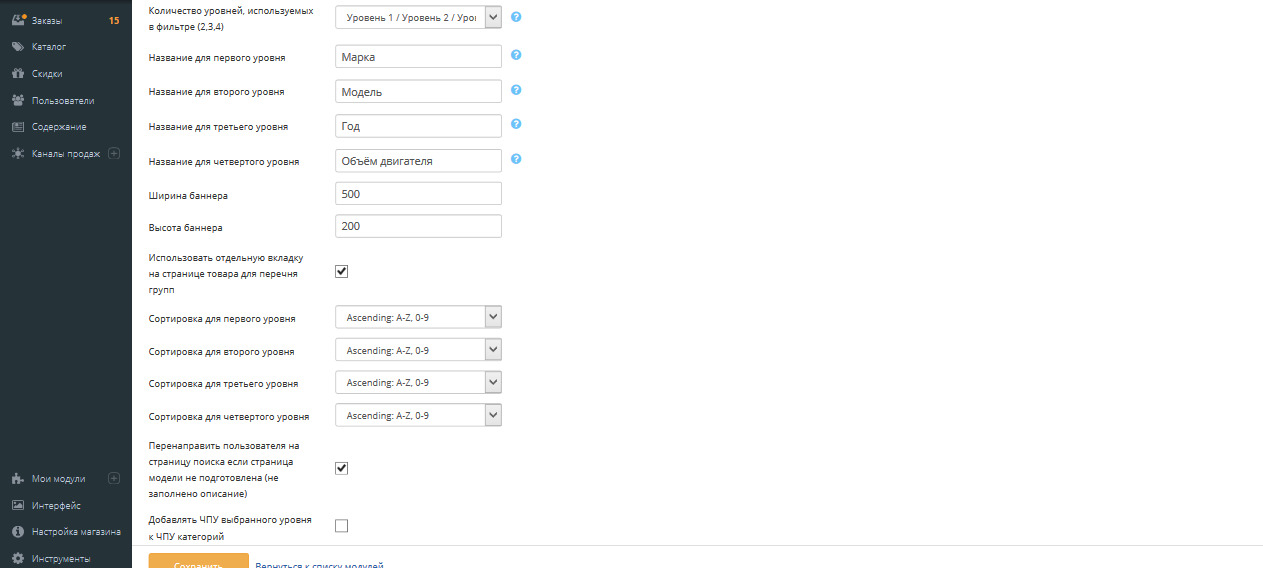 Заказы 15
Каталог
Скидки
Пользователи
Содержание
Каналы продаж
Мои модули
Интерфейс
Настройка магазина
Инструменты
Количество уровней, используемых
в фильтре (2,3,4)
Уровень 1 / Уровень 2 / Уро
Название для первого уровня
Марка
Название для второго уровня
Модель
Название для третьего уровня
Год
Название для четвертого уровня
Объём двигателя
Ширина баннера
500
Высота баннера
200
Использовать отдельную вкладку
на странице товара для перечня
групп
Сортировка для первого уровня
Ascending: A-Z, 0-9
Сортировка для второго уровня
Ascending: A-Z, 0-9
Сортировка для третьего уровня
Ascending: A-Z, 0-9
Сортировка для четвертого уровня
Ascending: A-Z, 0-9
Перенаправить пользователя на
страницу поиска если страница
модели не подготовлена (не
заполнено описание)
Добавлять ЧПУ выбранного уровня
к ЧПУ категорий
Сохранить Вернуться к списку модулей